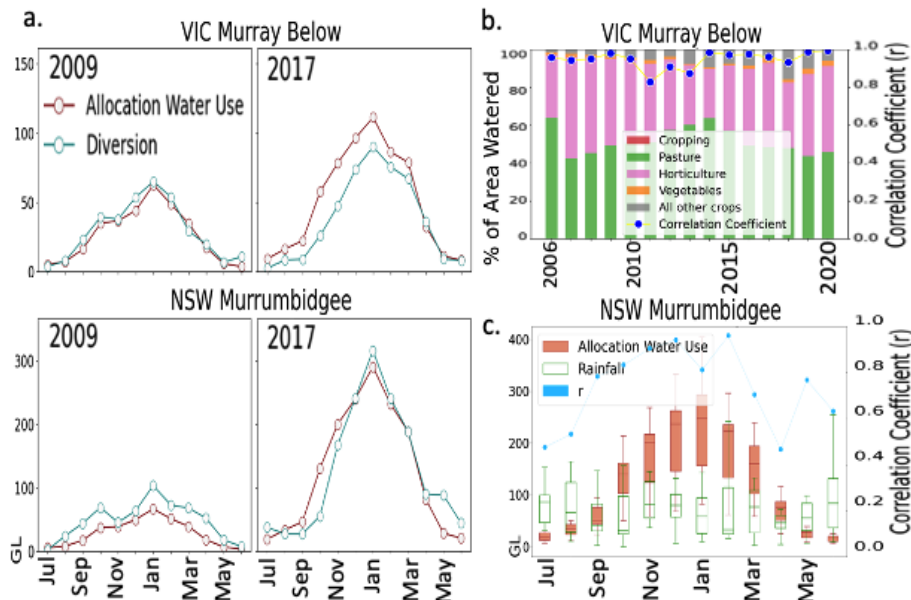 a.
VIC Murray Below
150
100
50
0
2009
Allocation Water Use
Diversion
2017
NSW Murrumbidgee
300
200
100
0
GL
2009
2017
Jul
Sep
Nov
Jan
Mar
May
Jul
Sep
Nov
Jan
Mar
May
b.
VIC Murray Below
% of Area Watered
100
80
60
40
20
0
Cropping
Pasture
Horticulture
Vegetables
All other crops
Correlation Coefficient
1.0
0.8
0.6
0.4
0.2
0.0
Correlation Coefficient (r)
2006
2010
2015
2020
NSW Murrumbidgee
c.
400
300
200
100
0
GL
Allocation Water Use
Rainfall
r
1.0
0.8
0.6
0.4
0.2
0.0
Correlation Coefficient (r)
Jul
Sep
Nov
Jan
Mar
May